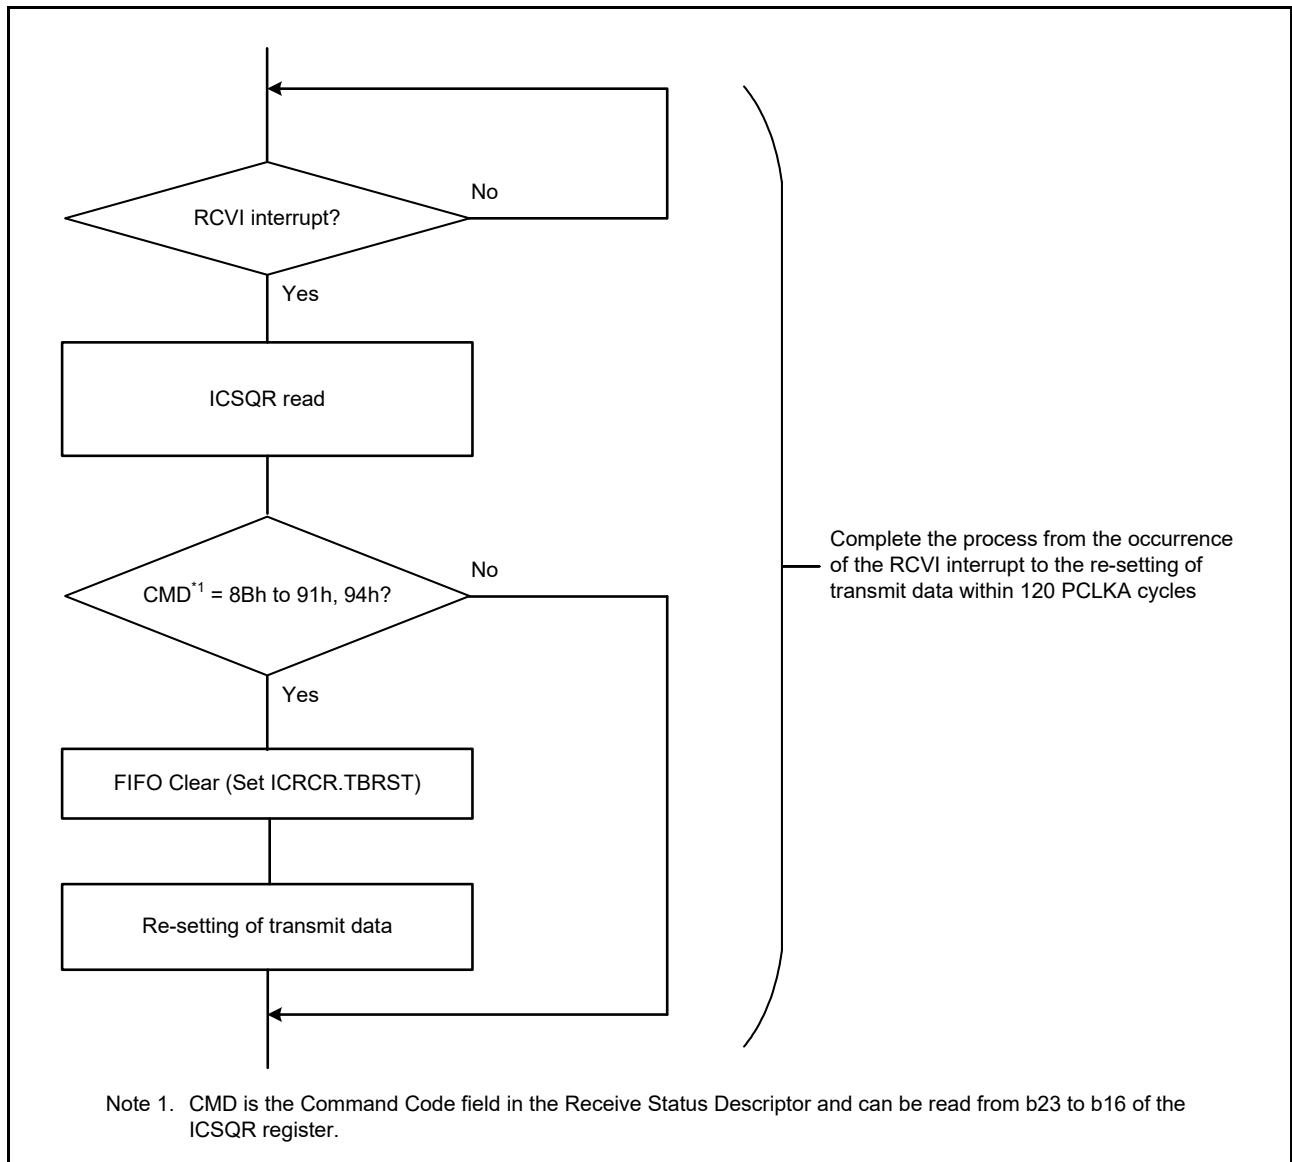 RCVI interrupt?
No
Yes
ICSQR read
CMD*1 = 8Bh to 91h, 94h?
No
Yes
FIFO Clear (Set ICRCR.TBRST)
Re-setting of transmit data
Complete the process from the occurrence
of the RCVI interrupt to the re-setting of
transmit data within 120 PCLKA cycles
Note 1. CMD is the Command Code field in the Receive Status Descriptor and can be read from b23 to b16 of the
ICSQR register.